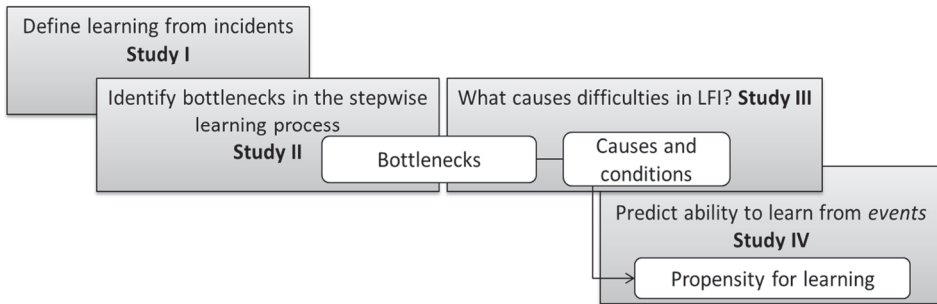 Define learning from incidents
Study I
Identify bottlenecks in the stepwise
learning process
Study II
Bottlenecks
What causes difficulties in LFI? Study III
Causes and
conditions
Predict ability to learn from events
Study IV
Propensity for learning